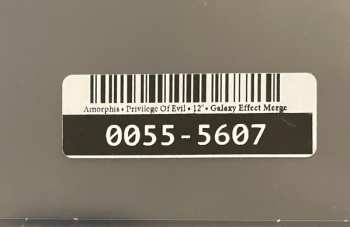 Amorphis • Privilege Of Evil • 12" • Galaxy Effect Merge
0055-5607